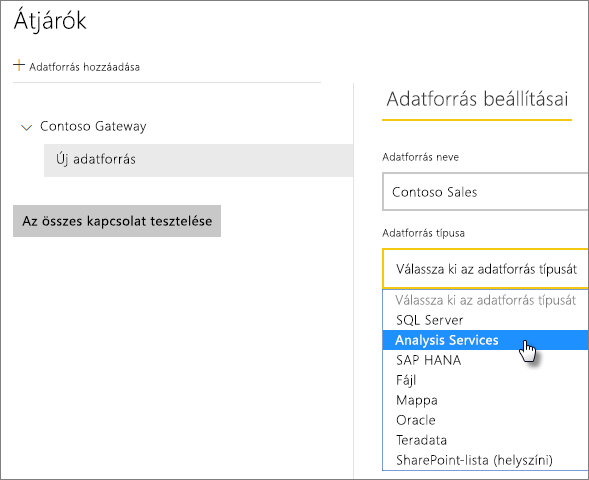 Átjárók
Adatforrás hozzáadása
Contoso Gateway
Új adatforrás
Az összes kapcsolat tesztelése
Adatforrás beállításai
Adatforrás neve
Contoso Sales
Adatforrás típusa
Válassza ki az adatforrás típusát
Válassza ki az adatforrás típusát
SQL Server
Analysis Services
SAP HANA
Fájl
Mappa
Oracle
Teradata
SharePoint-lista (helyszíni)